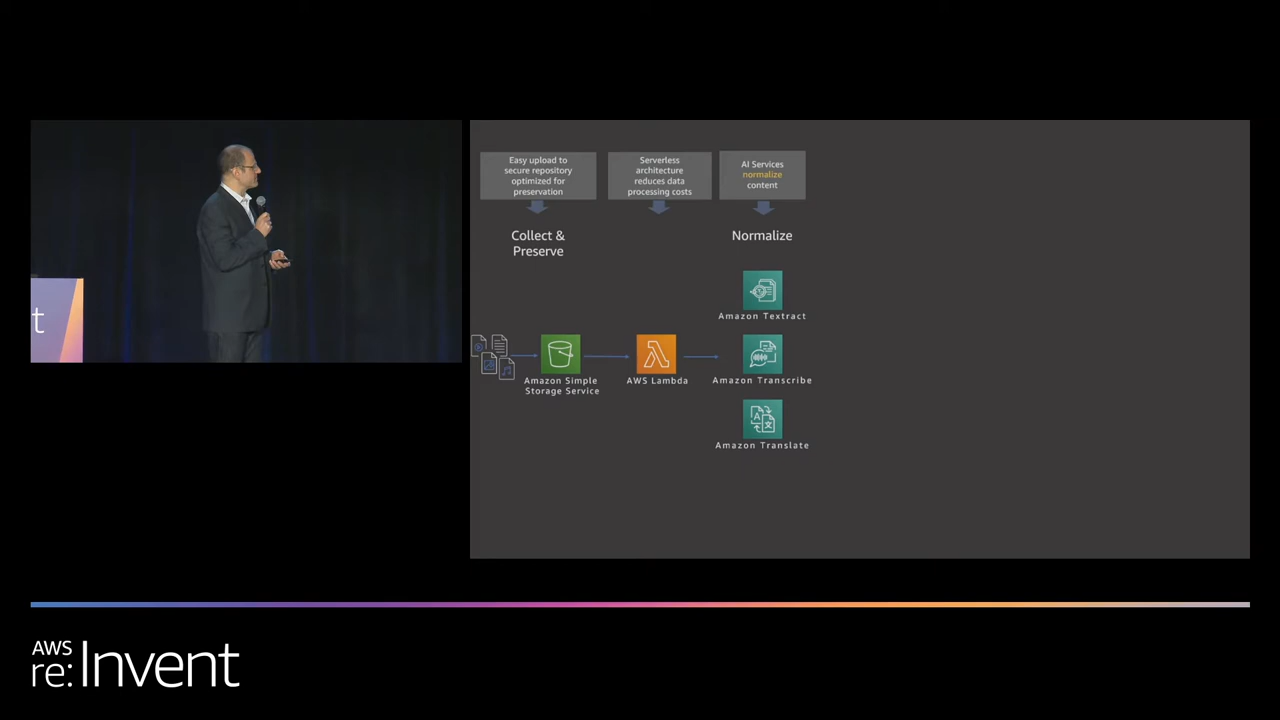 Easy upload to
secure repository
optimized for
preservation
Serverless
architecture
reduces data
processing costs
AI Services
normalize
content
Collect &
Preserve
Normalize
Amazon Textract
Amazon Simple
Storage Service
AWS Lambda
Amazon Transcribe
Amazon Translate
t
AWS
re:Invent